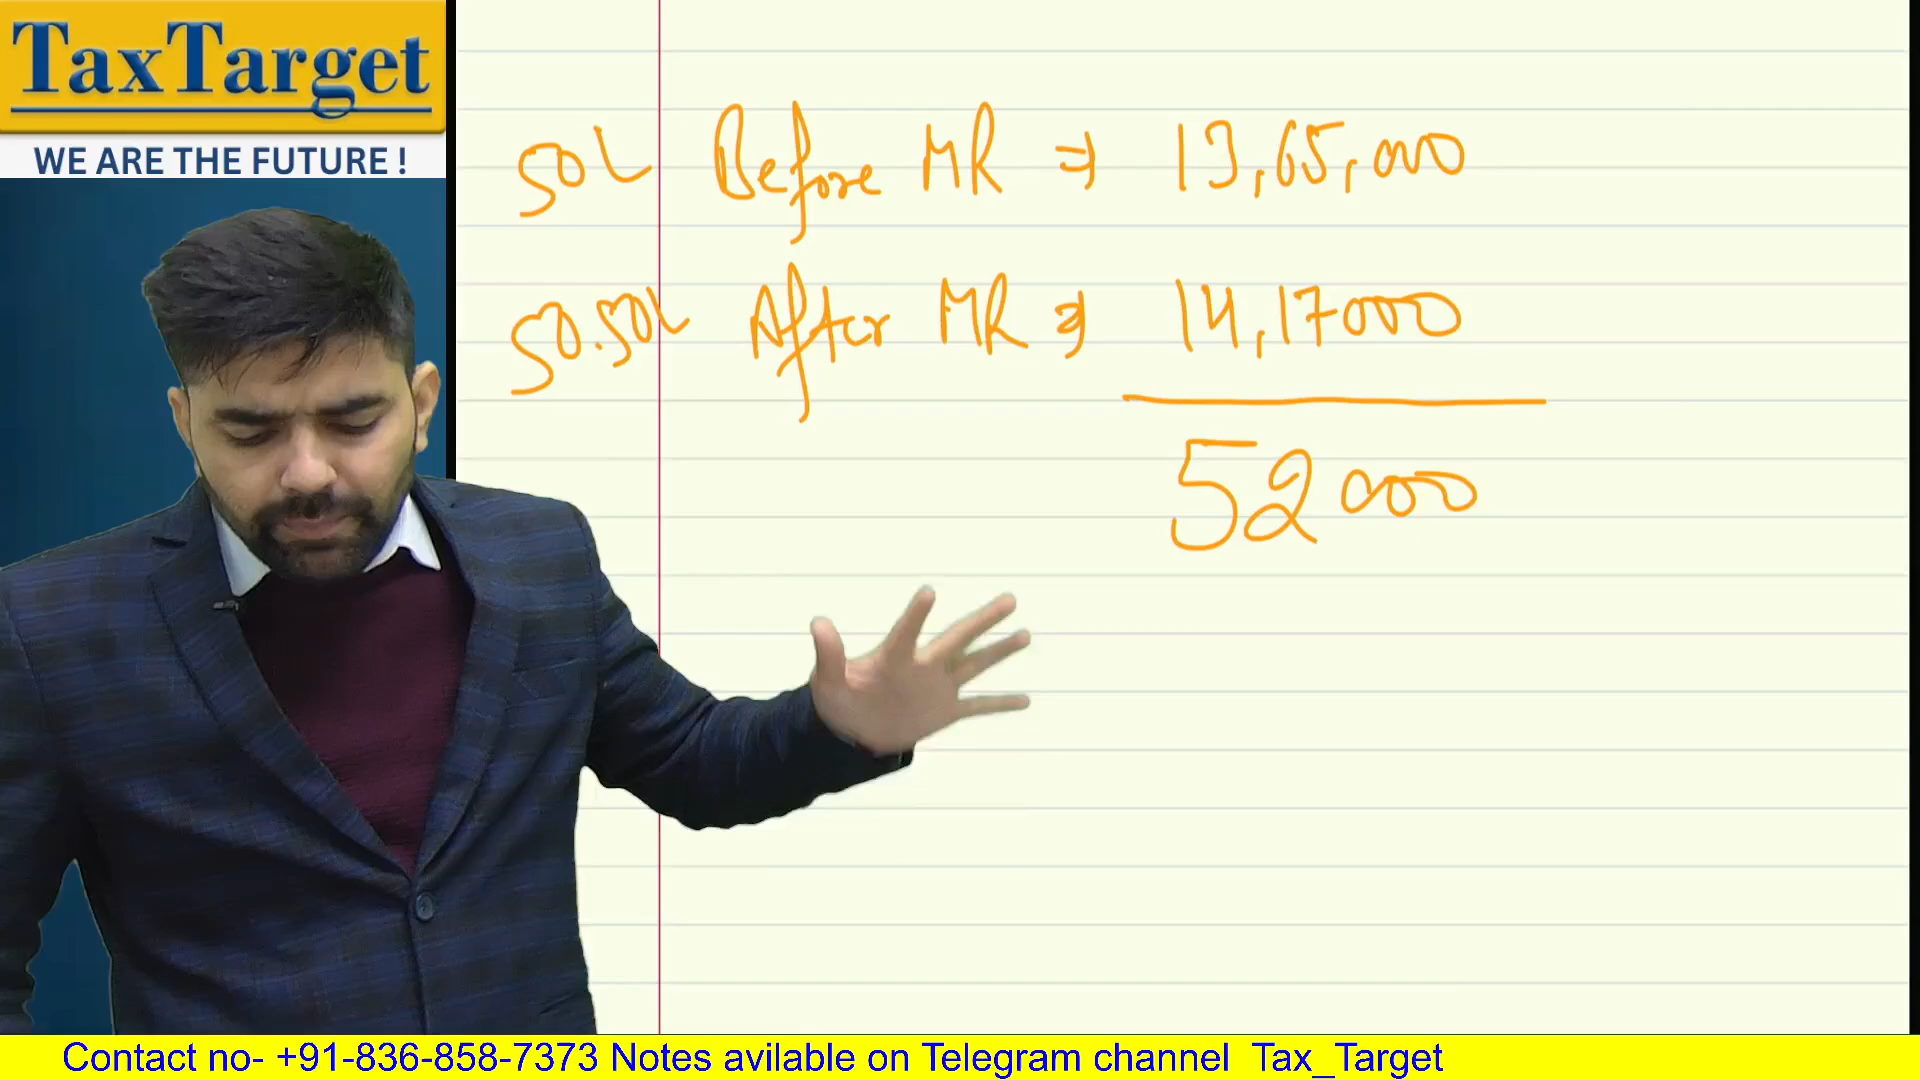 TaxTarget
WE ARE THE FUTURE !
50L Before MR ⇒ 13,65,000
50.50L After MR ⇒ 14,17000
52000
Contact no- +91-836-858-7373 Notes avilable on Telegram channel Tax_Target